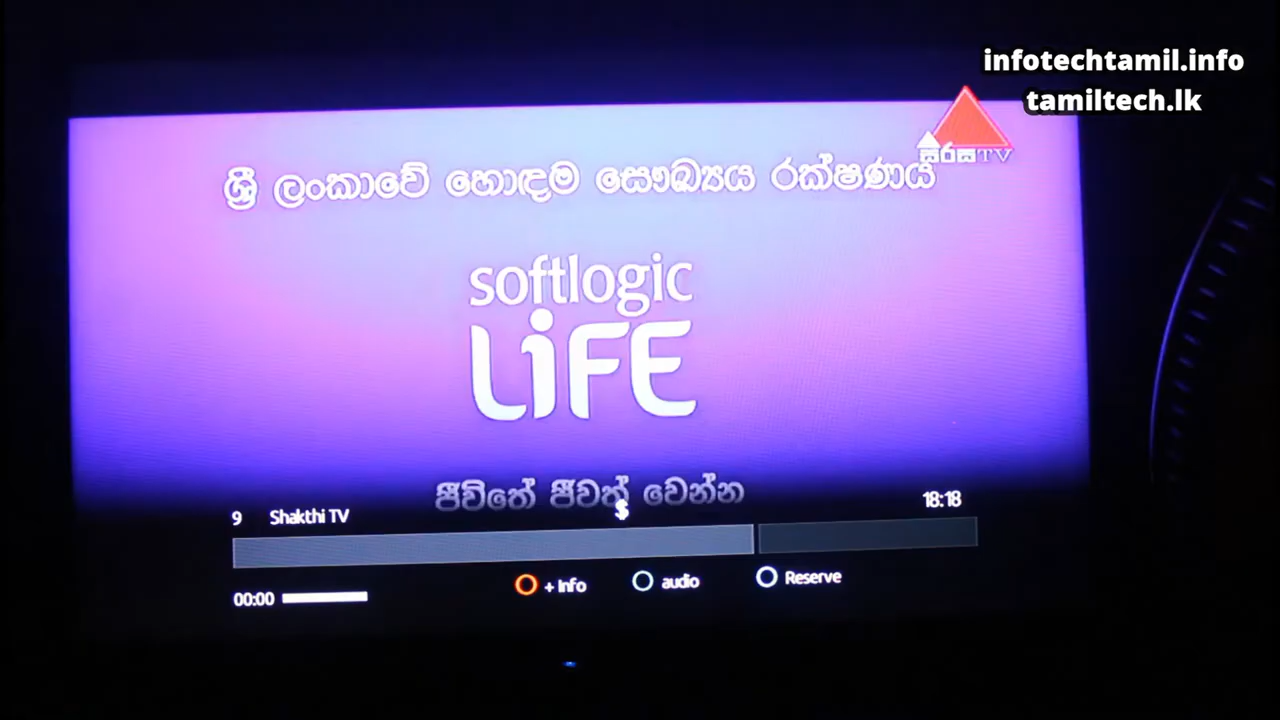 infotechtamil.info
tamiltech.lk
සිරස TV
ශ්‍රී ලංකාවේ හොඳම සෞඛ්‍යය රක්ෂණය
softlogic
LiFE
ජීවිතේ ජීවත් වෙන්න
$
18:18
9 Shakthi TV
+ Info audio Reserve
00:00